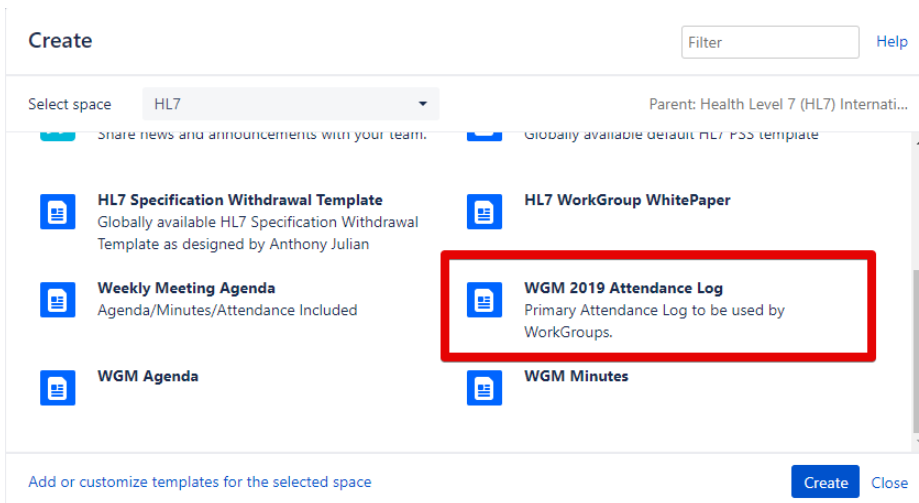 Create
Filter
Help
Select space
HL7
Parent: Health Level 7 (HL7) Internati...
Share news and announcements with your team.
Globally available default HL7 PSS template
HL7 Specification Withdrawal Template
Globally available HL7 Specification Withdrawal
Template as designed by Anthony Julian
HL7 WorkGroup WhitePaper
Weekly Meeting Agenda
Agenda/Minutes/Attendance Included
WGM 2019 Attendance Log
Primary Attendance Log to be used by
WorkGroups.
WGM Agenda
WGM Minutes
Add or customize templates for the selected space
Create
Close